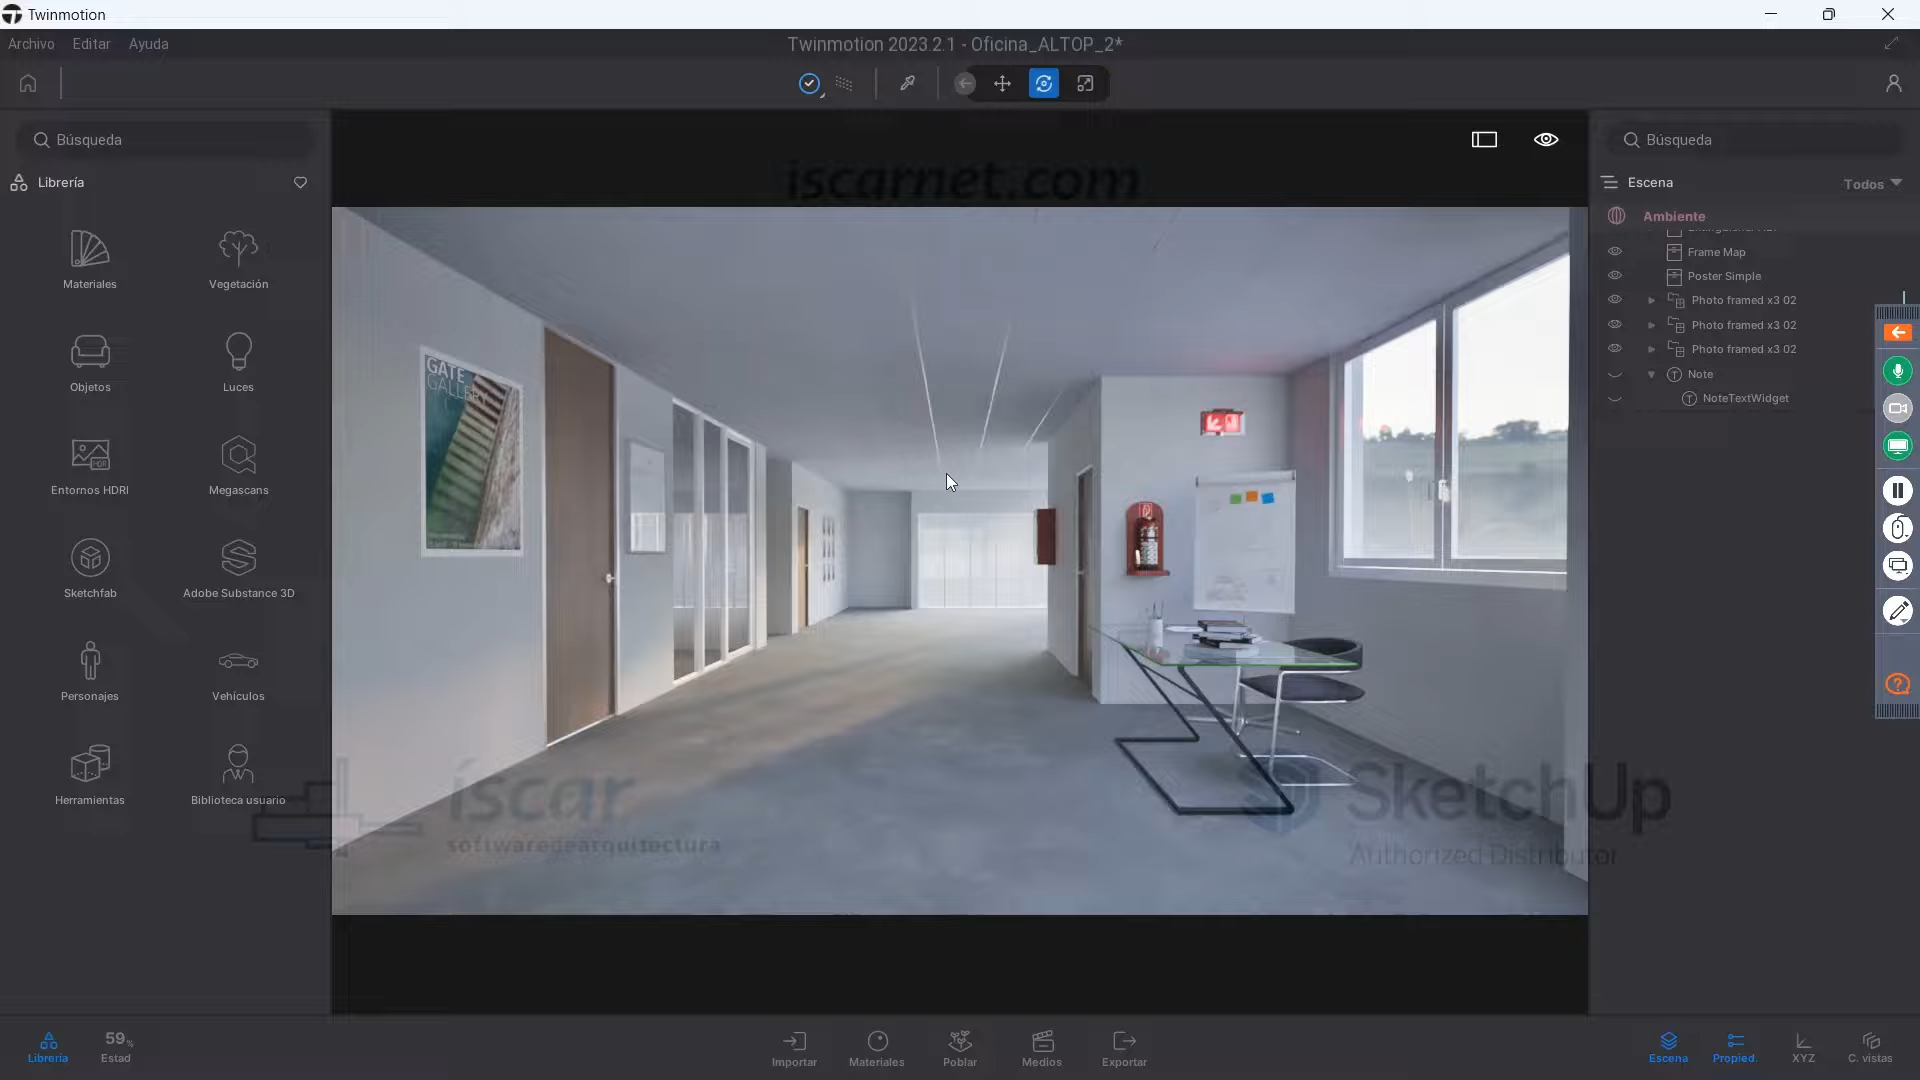 Twinmotion
Archivo Editar Ayuda
Twinmotion 2023.2.1 - Oficina_ALTOP_2*
Búsqueda
Librería
Materiales
Vegetación
Objetos
Luces
Entornos HDRI
Megascans
Sketchfab
Adobe Substance 3D
Personajes
Vehículos
Herramientas
Biblioteca usuario
iscarnet.com
GATE
GALLERY
íscar
softwaredearquitectura
SketchUp
Authorized Distributor
Búsqueda
Escena
Todos
Ambiente
Frame Map
Poster Simple
Photo framed x3 02
Photo framed x3 02
Photo framed x3 02
Note
NoteTextWidget
Librería
59%
Estad
Importar
Materiales
Poblar
Medios
Exportar
Escena
Propied.
XYZ
C. vistas